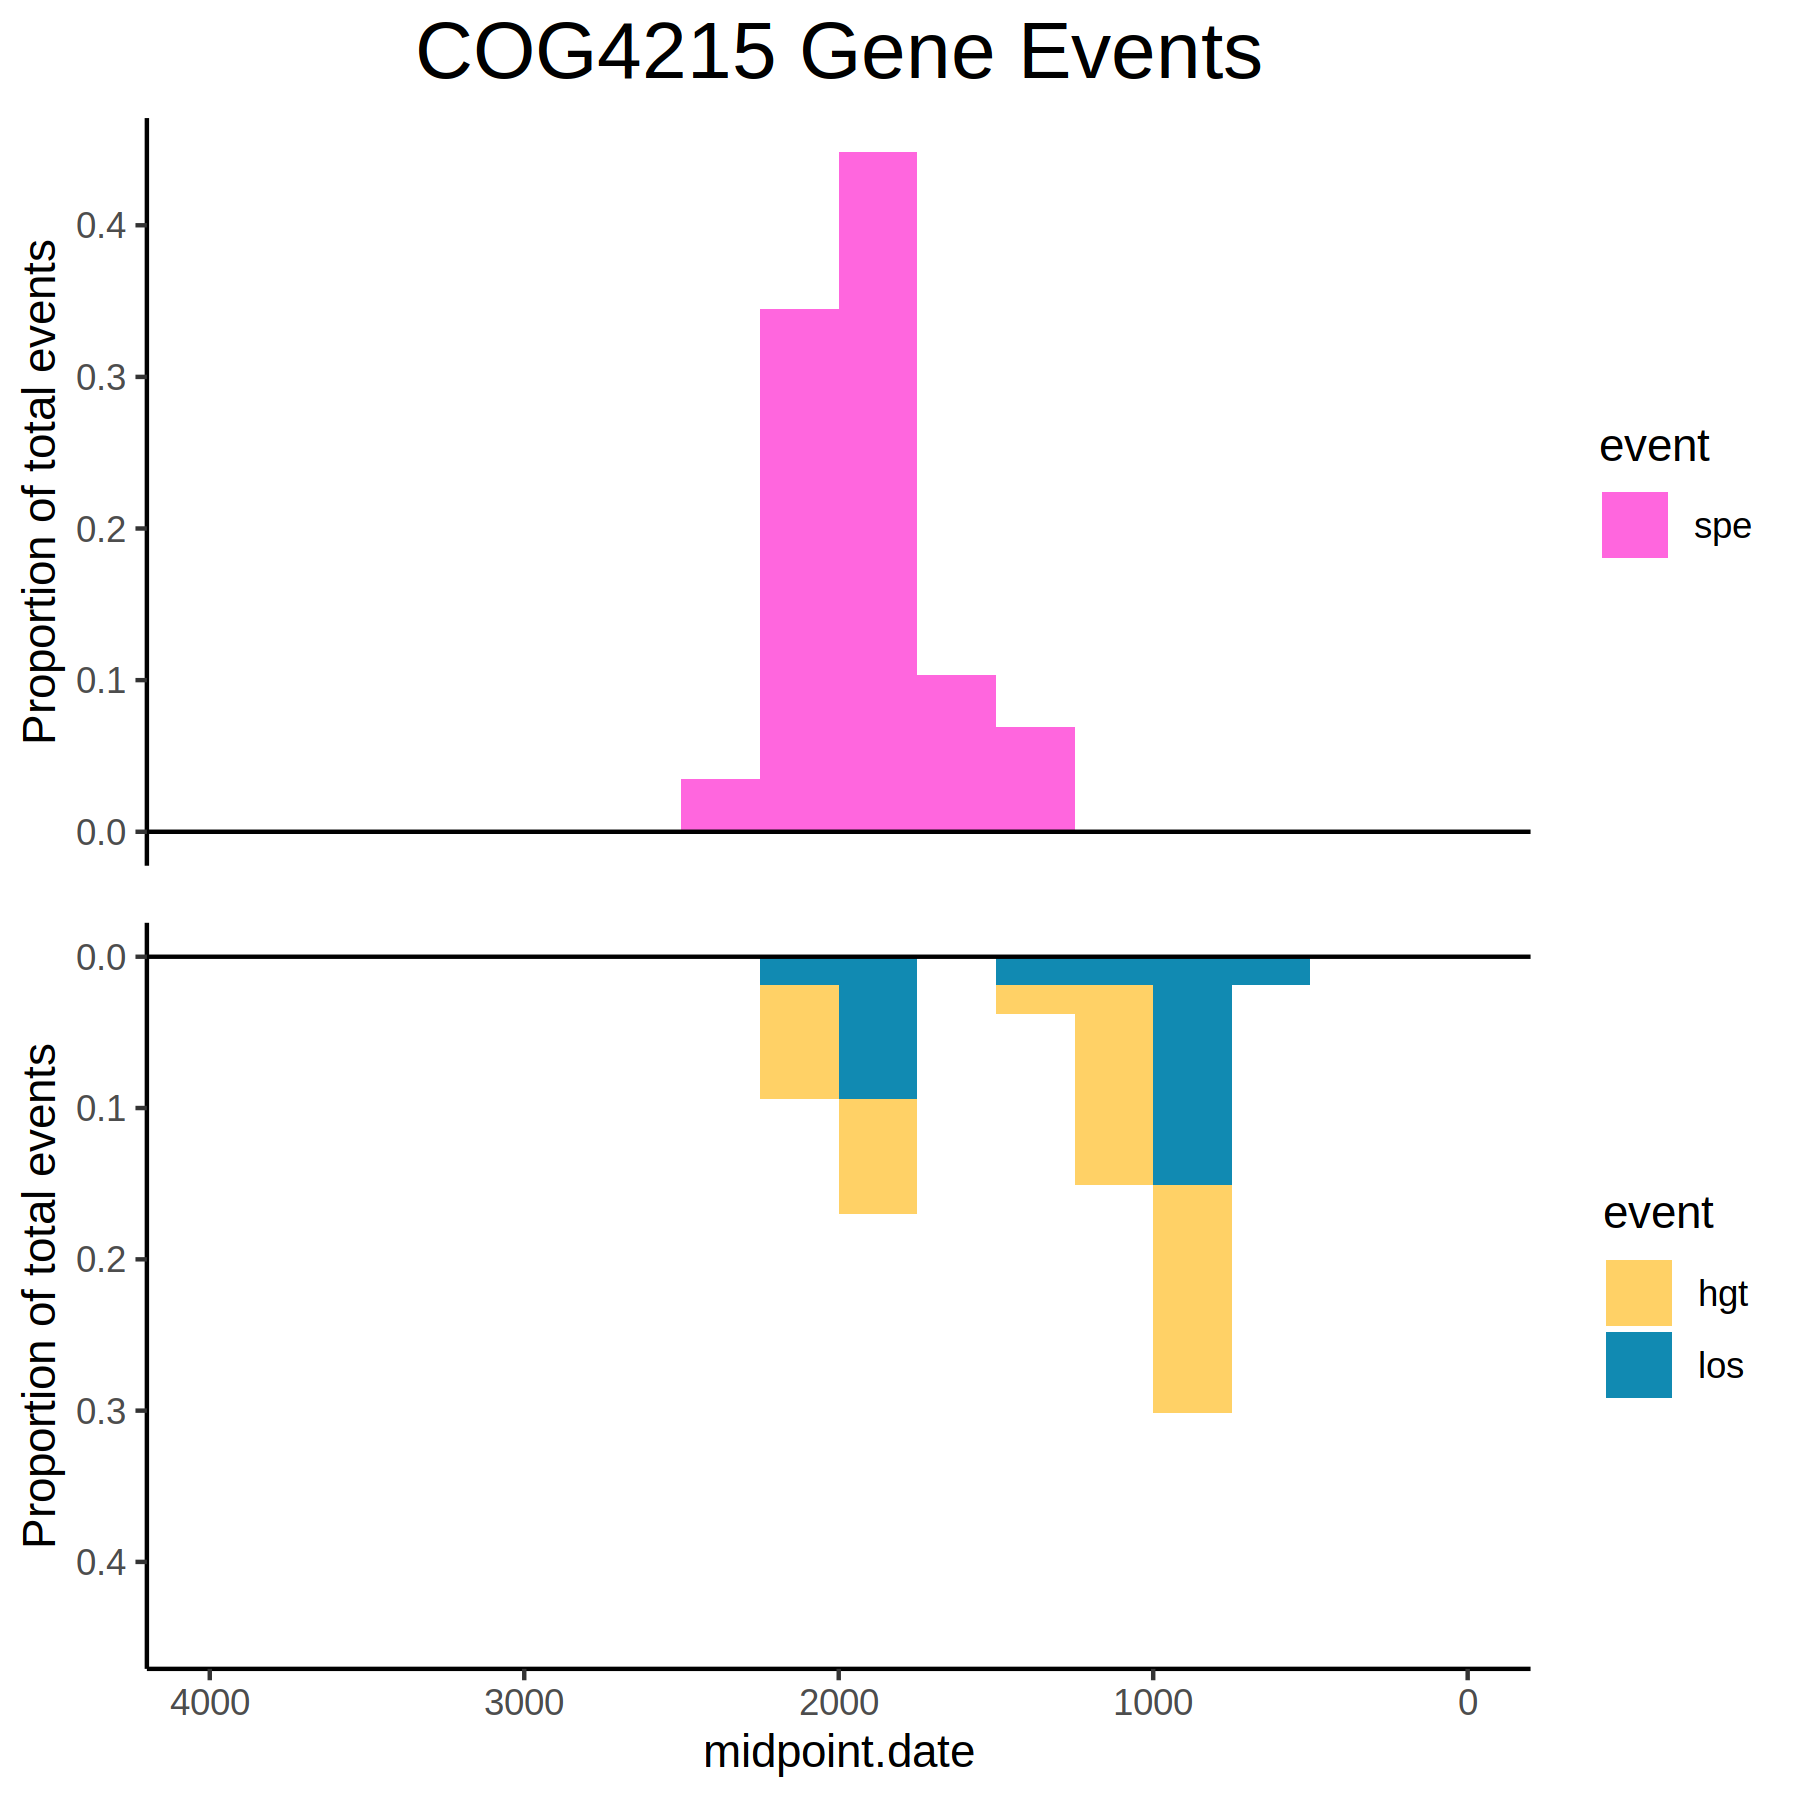 COG4215 Gene Events
Proportion of total events
0.4
0.3
0.2
0.1
0.0
event
spe
Proportion of total events
0.0
0.1
0.2
0.3
0.4
event
hgt
los
4000 3000 2000 1000 0
midpoint.date